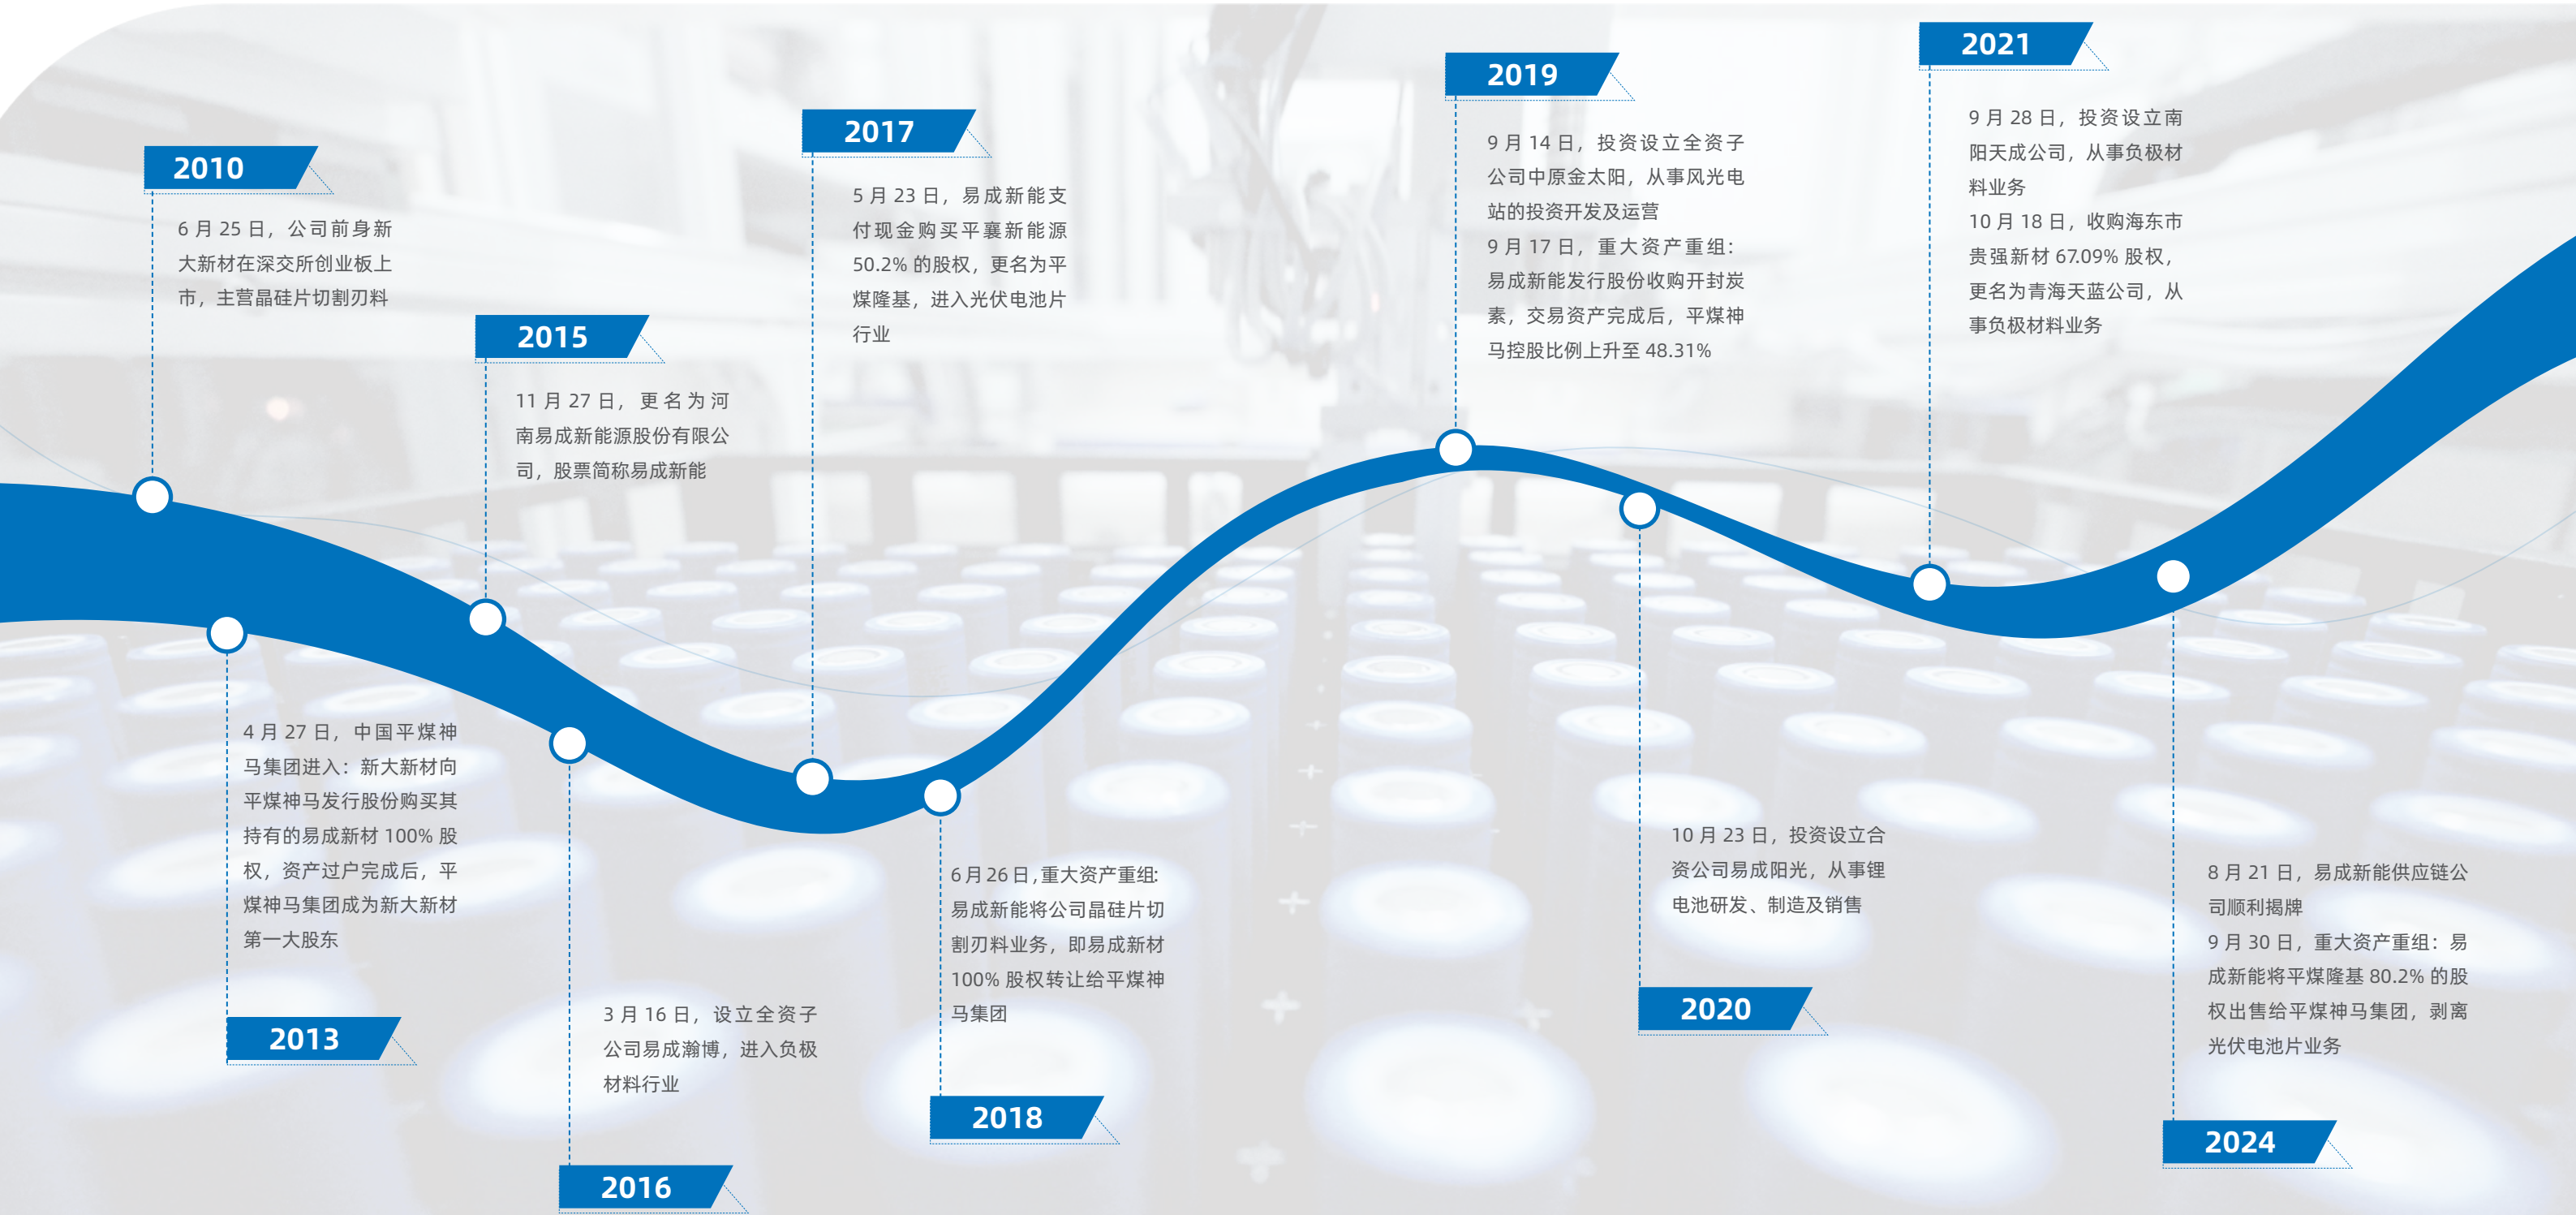 2010
6 月 25 日，公司前身新
大新材在深交所创业板上
市，主营晶硅片切割刃料
4 月 27 日，中国平煤神
马集团进入：新大新材向
平煤神马发行股份购买其
持有的易成新材 100% 股
权，资产过户完成后，平
煤神马集团成为新大新材
第一大股东
2013
2015
11 月 27 日，更名为河
南易成新能源股份有限公
司，股票简称易成新能
3 月 16 日，设立全资子
公司易成瀚博，进入负极
材料行业
2016
2017
5 月 23 日，易成新能支
付现金购买平襄新能源
50.2% 的股权，更名为平
煤隆基，进入光伏电池片
行业
6月26日，重大资产重组：
易成新能将公司晶硅片切
割刃料业务，即易成新材
100% 股权转让给平煤神
马集团
2018
2019
9 月 14 日，投资设立全资子
公司中原金太阳，从事风光电
站的投资开发及运营
9 月 17 日，重大资产重组：
易成新能发行股份收购开封炭
素，交易资产完成后，平煤神
马控股比例上升至 48.31%
10 月 23 日，投资设立合
资公司易成阳光，从事锂
电池研发、制造及销售
2020
2021
9 月 28 日，投资设立南
阳天成公司，从事负极材
料业务
10 月 18 日，收购海东市
贵强新材 67.09% 股权，
更名为青海天蓝公司，从
事负极材料业务
8 月 21 日，易成新能供应链公
司顺利揭牌
9 月 30 日，重大资产重组：易
成新能将平煤隆基 80.2% 的股
权出售给平煤神马集团，剥离
光伏电池片业务
2024